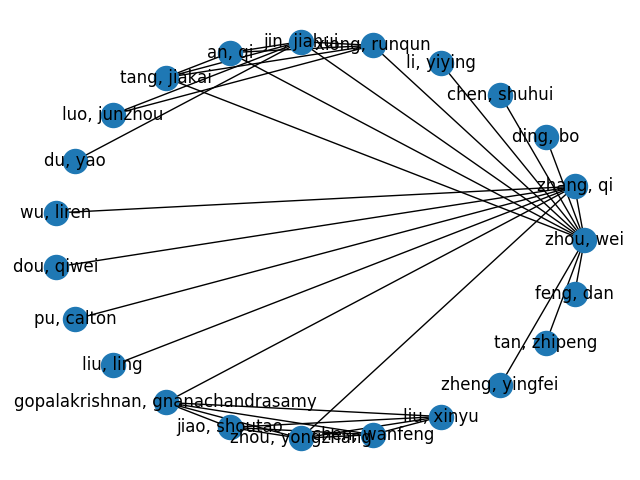 jin, jiahui
xiong, runqun
an, qi
li, yiying
tang, jiakai
chen, shuhui
luo, junzhou
ding, bo
du, yao
zhang, qi
wu, liren
zhou, wei
dou, qiwei
feng, dan
pu, calton
tan, zhipeng
liu, ling
zheng, yingfei
gopalakrishnan, gnanachandrasamy
liu, xinyu
jiao, shoutao
zhou, yongzhang
chen, wanfeng